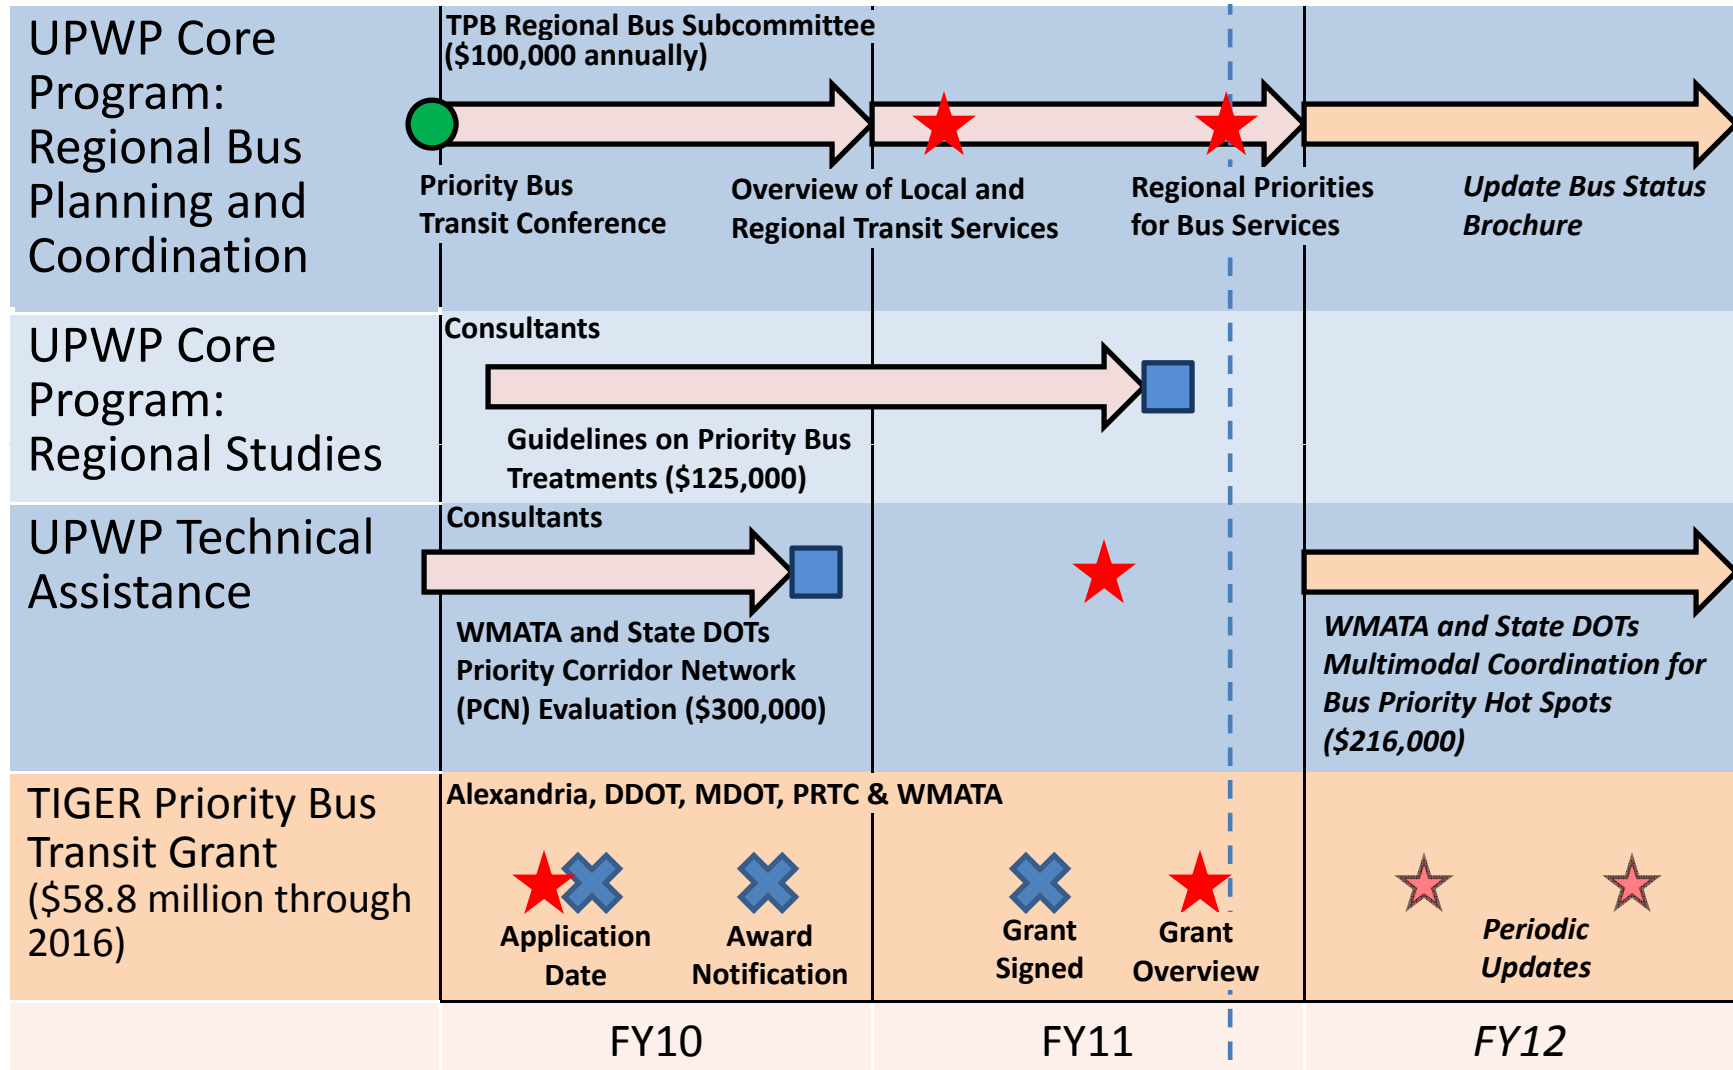 UPWP Core
Program:
Regional Bus
Planning and
Coordination
TPB Regional Bus Subcommittee
($100,000 annually)
Priority Bus
Transit Conference
Overview of Local and
Regional Transit Services
Regional Priorities
for Bus Services
Update Bus Status
Brochure
UPWP Core
Program:
Regional Studies
Consultants
Guidelines on Priority Bus
Treatments ($125,000)
UPWP Technical
Assistance
Consultants
WMATA and State DOTs
Priority Corridor Network
(PCN) Evaluation ($300,000)
WMATA and State DOTs
Multimodal Coordination for
Bus Priority Hot Spots
($216,000)
TIGER Priority Bus
Transit Grant
($58.8 million through
2016)
Alexandria, DDOT, MDOT, PRTC & WMATA
Application
Date
Award
Notification
Grant
Signed
Grant
Overview
Periodic
Updates
FY10
FY11
FY12